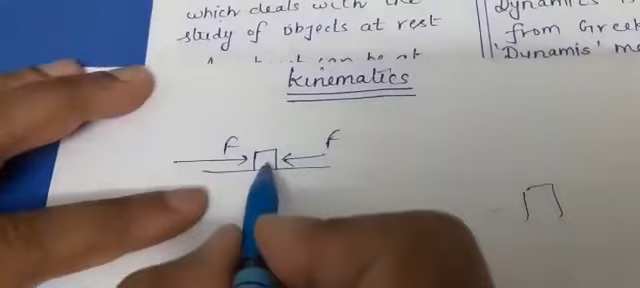 which deals with the
study of objects at rest
Dynamics
from Greek
'Dunamis'
Kinematics
F F